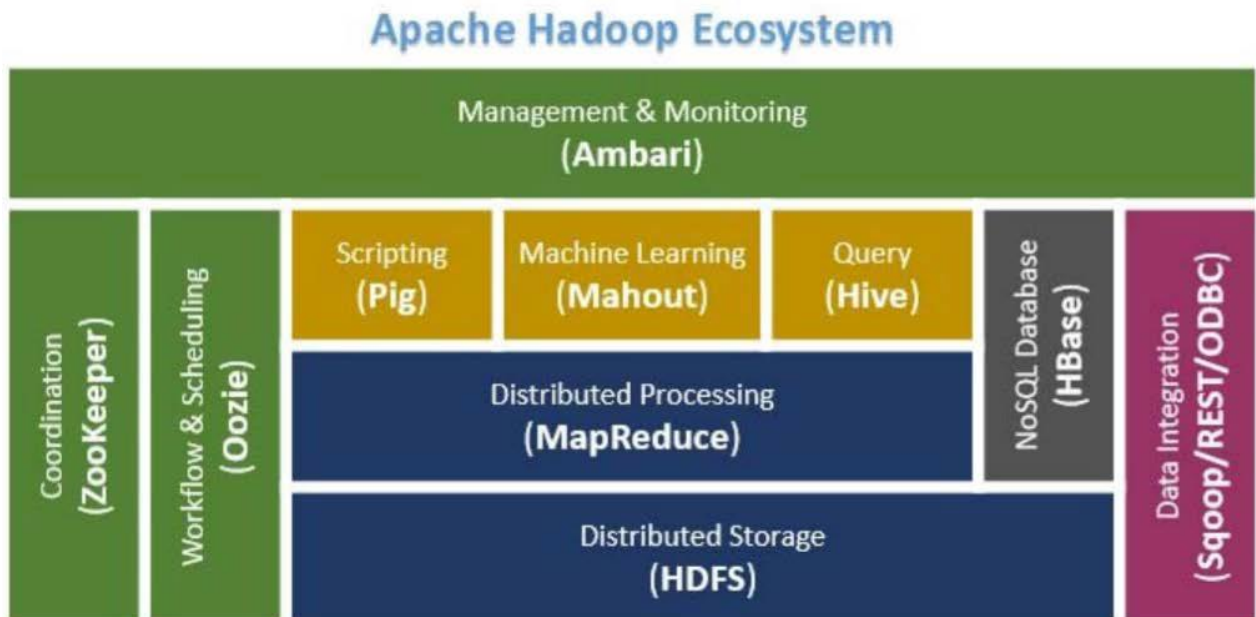 Apache Hadoop Ecosystem
Management & Monitoring
(Ambari)
Coordination
(ZooKeeper)
Workflow & Scheduling
(Oozie)
Scripting
(Pig)
Machine Learning
(Mahout)
Query
(Hive)
Distributed Processing
(MapReduce)
Distributed Storage
(HDFS)
NoSQL Database
(HBase)
Data Integration
(Sqoop/REST/ODBC)